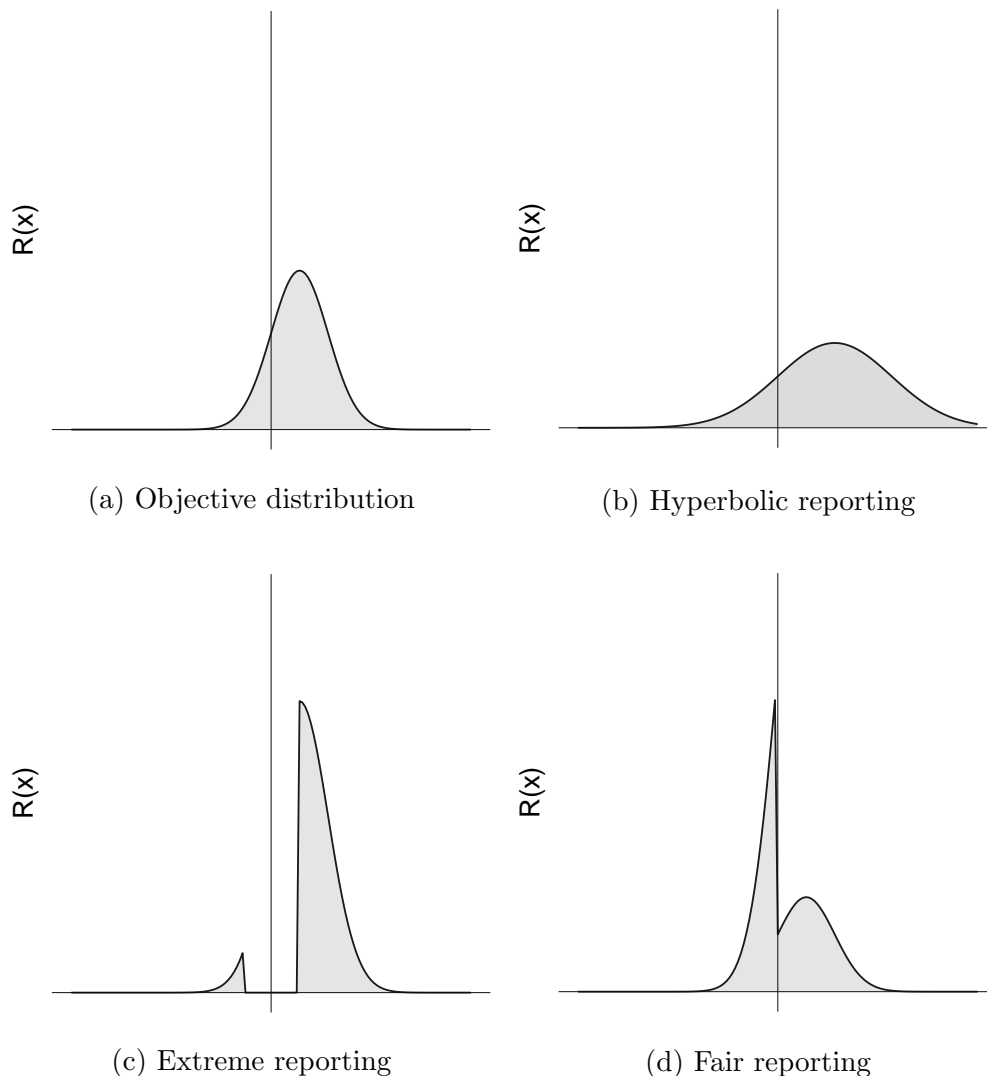 R(x)
R(x)
(a) Objective distribution
(b) Hyperbolic reporting
R(x)
R(x)
(c) Extreme reporting
(d) Fair reporting